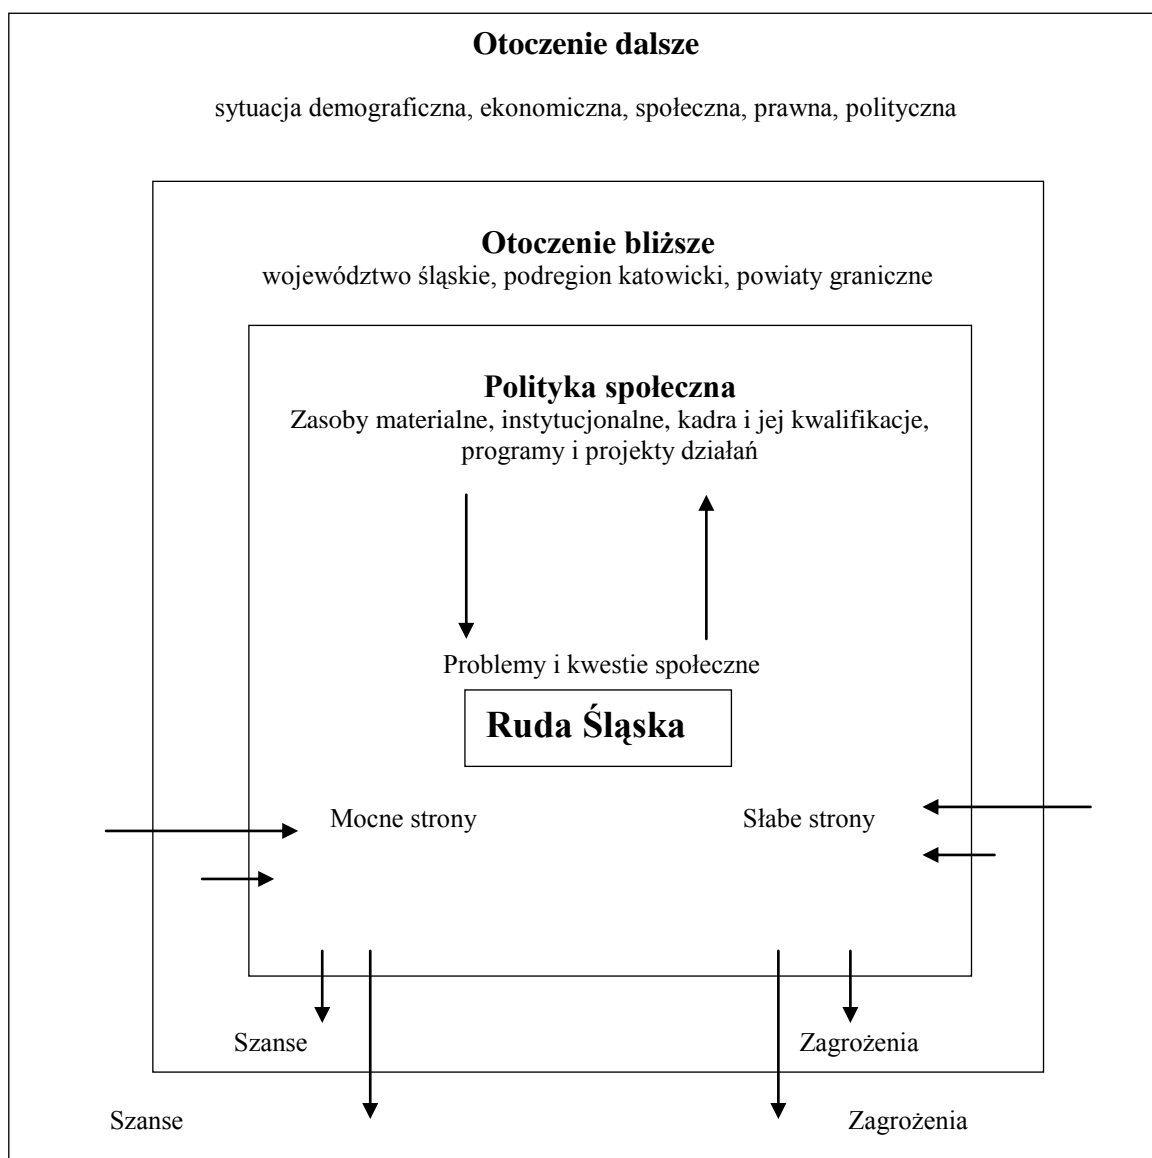 Otoczenie dalsze
sytuacja demograficzna, ekonomiczna, społeczna, prawna, polityczna
Otoczenie bliższe
województwo śląskie, podregion katowicki, powiaty graniczne
Polityka społeczna
Zasoby materialne, instytucjonalne, kadra i jej kwalifikacje,
programy i projekty działań
Problemy i kwestie społeczne
Ruda Śląska
Mocne strony
Słabe strony
Szanse
Zagrożenia
Szanse
Zagrożenia